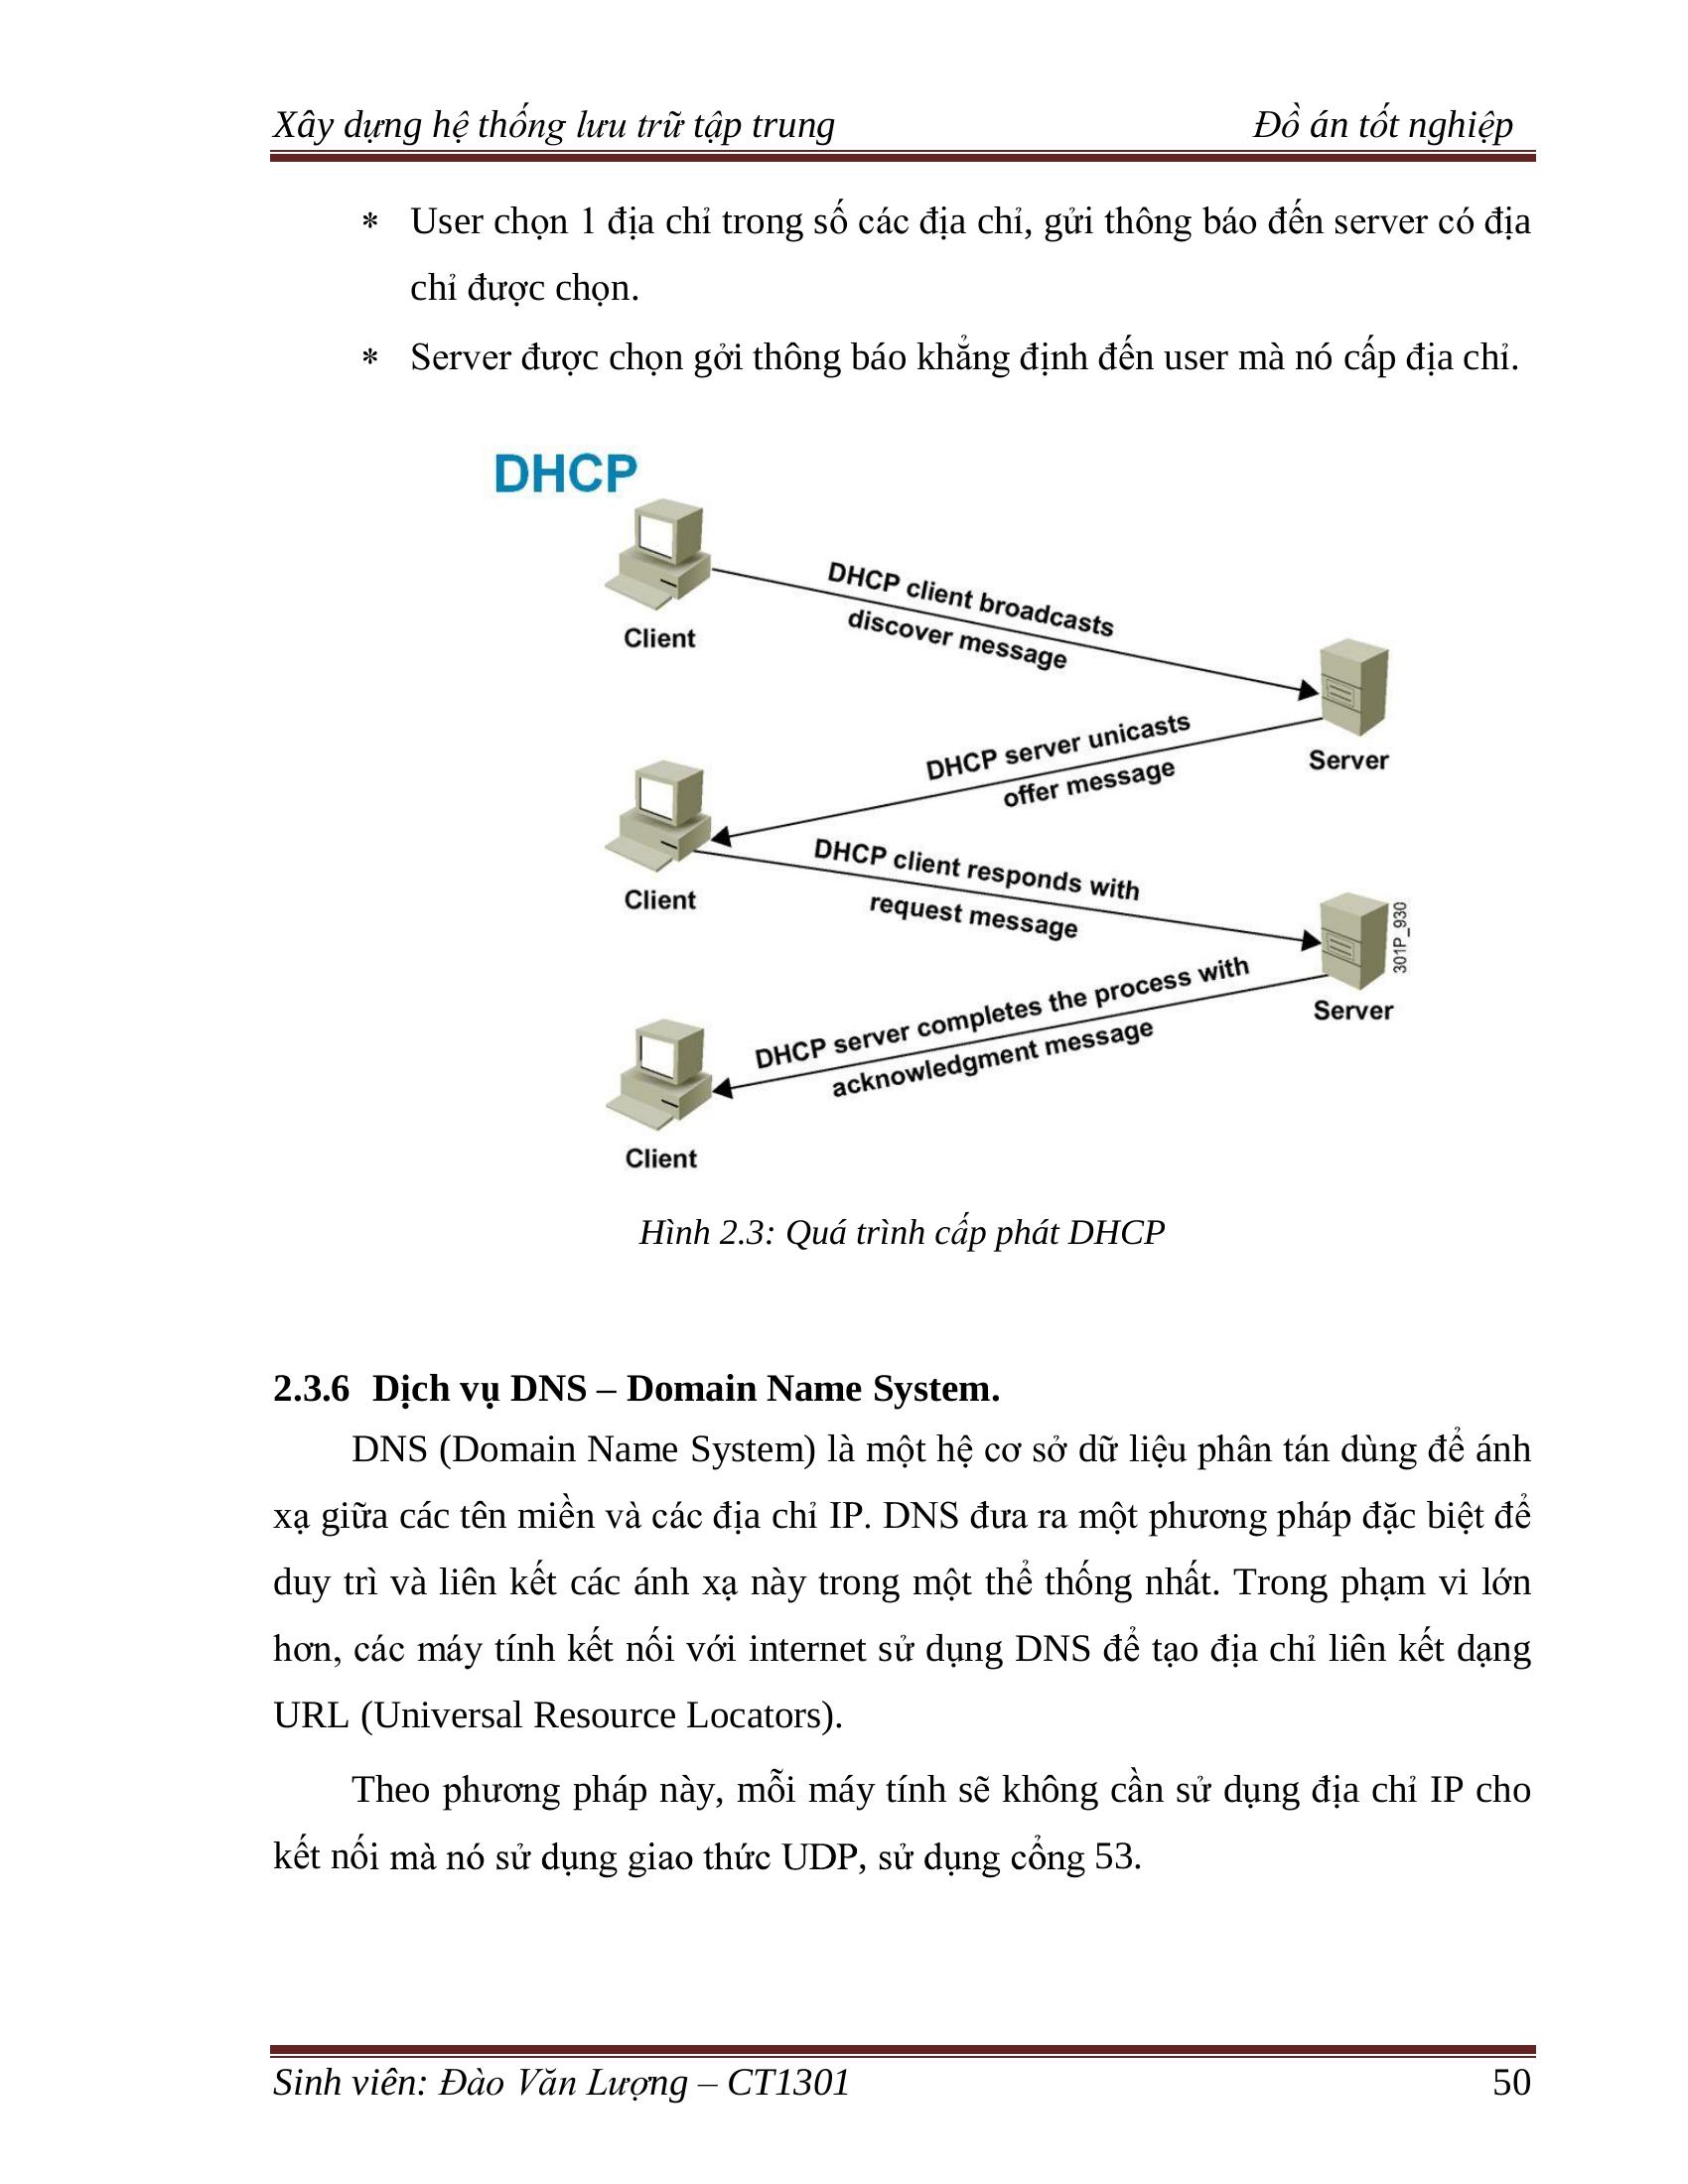 Xây dựng hệ thống lưu trữ tập trung Đồ án tốt nghiệp
* User chọn 1 địa chỉ trong số các địa chỉ, gửi thông báo đến server có địa
chỉ được chọn.
* Server được chọn gởi thông báo khẳng định đến user mà nó cấp địa chỉ.
DHCP
DHCP client broadcasts
discover message
Client
DHCP server unicasts
offer message
Server
DHCP client responds with
request message
Client
301P_930
DHCP server completes the process with
acknowledgment message
Server
Client
Hình 2.3: Quá trình cấp phát DHCP
2.3.6 Dịch vụ DNS – Domain Name System.
DNS (Domain Name System) là một hệ cơ sở dữ liệu phân tán dùng để ánh
xạ giữa các tên miền và các địa chỉ IP. DNS đưa ra một phương pháp đặc biệt để
duy trì và liên kết các ánh xạ này trong một thể thống nhất. Trong phạm vi lớn
hơn, các máy tính kết nối với internet sử dụng DNS để tạo địa chỉ liên kết dạng
URL (Universal Resource Locators).
Theo phương pháp này, mỗi máy tính sẽ không cần sử dụng địa chỉ IP cho
kết nối mà nó sử dụng giao thức UDP, sử dụng cổng 53.
Sinh viên: Đào Văn Lượng – CT1301 50